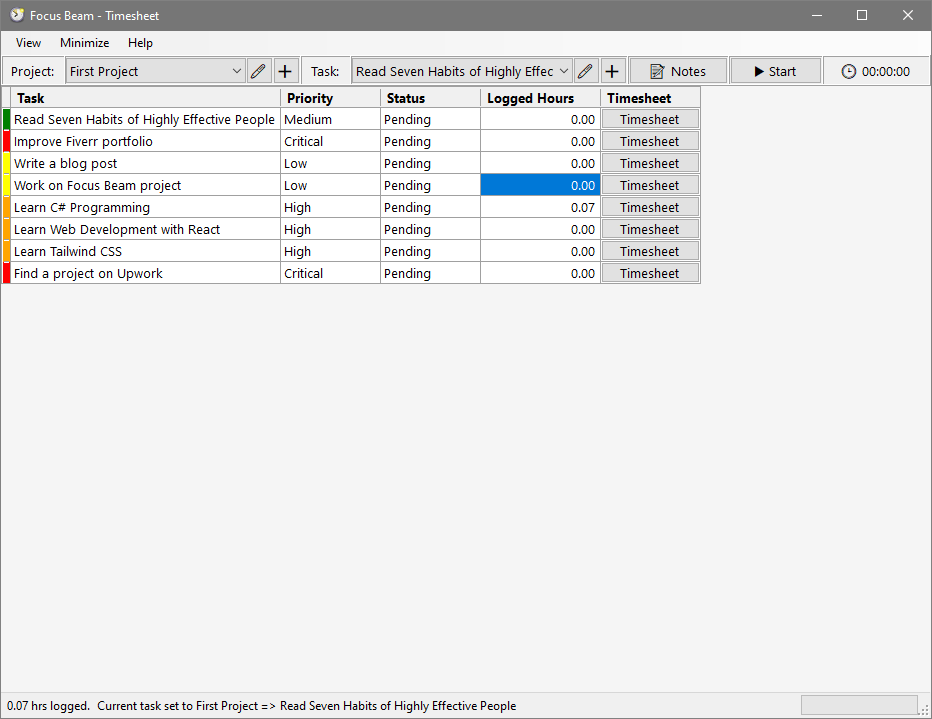 Focus Beam - Timesheet
View Minimize Help
Project: First Project Task: Read Seven Habits of Highly Effec Notes Start 00:00:00
Task Priority Status Logged Hours Timesheet
Read Seven Habits of Highly Effective People Medium Pending 0.00 Timesheet
Improve Fiverr portfolio Critical Pending 0.00 Timesheet
Write a blog post Low Pending 0.00 Timesheet
Work on Focus Beam project Low Pending 0.00 Timesheet
Learn C# Programming High Pending 0.07 Timesheet
Learn Web Development with React High Pending 0.00 Timesheet
Learn Tailwind CSS High Pending 0.00 Timesheet
Find a project on Upwork Critical Pending 0.00 Timesheet
0.07 hrs logged. Current task set to First Project => Read Seven Habits of Highly Effective People